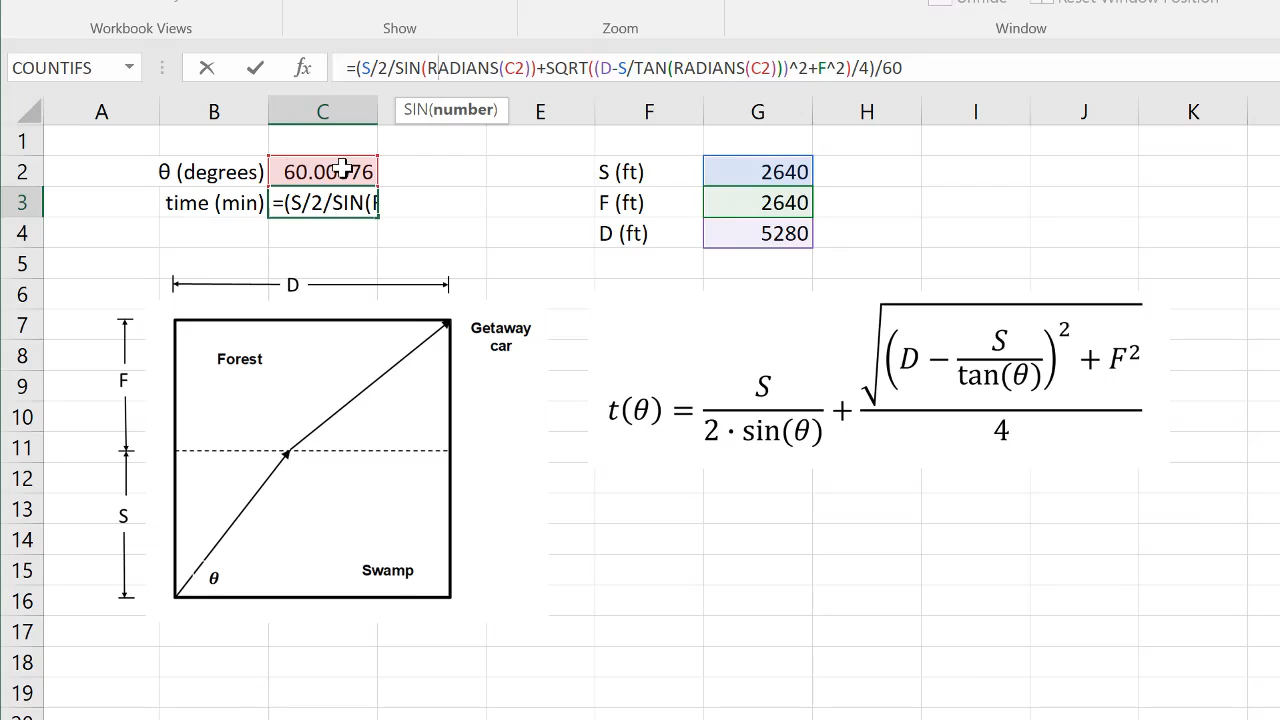 Workbook Views Show Zoom Window
COUNTIFS fx =(S/2/SIN(RADIANS(C2))+SQRT((D-S/TAN(RADIANS(C2)))^2+F^2)/4)/60
SIN(number)
A B C E F G H I J K
1
2 θ (degrees) S (ft) 2640
3 time (min) =(S/2/SIN( F (ft) 2640
4 D (ft) 5280
5
6
D
7
8
9
10
11
12
13
14
15
16
17
18
19
Getaway
car
Forest
F
S
Swamp
θ
t(θ) = S / 2 · sin(θ) + √(D − S / tan(θ))² + F² / 4